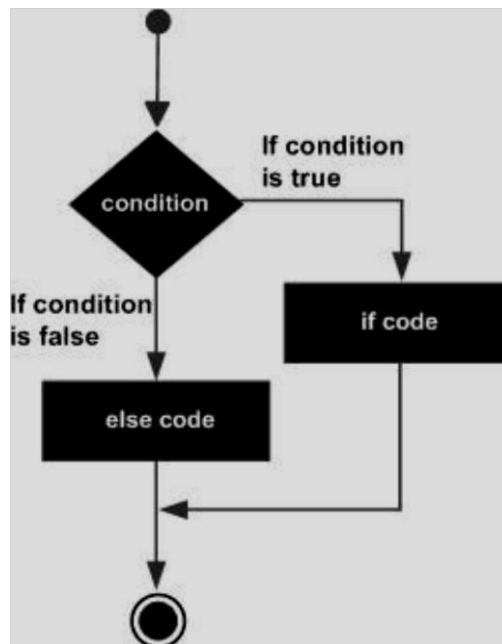 If condition
is true
condition
If condition
is false
if code
else code